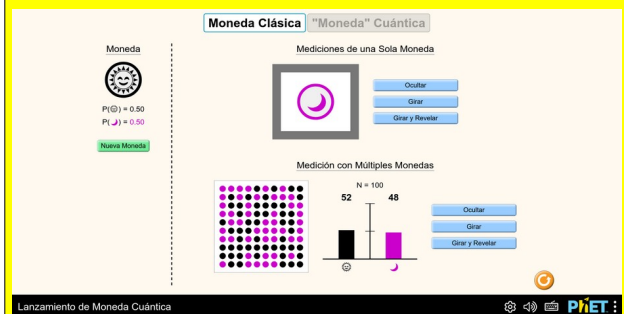 Moneda Clásica
"Moneda" Cuántica
Moneda
P(☺) = 0.50
P(☽) = 0.50
Nueva Moneda
Mediciones de una Sola Moneda
Ocultar
Girar
Girar y Revelar
Medición con Múltiples Monedas
N = 100
52 48
Ocultar
Girar
Girar y Revelar
Lanzamiento de Moneda Cuántica
PhET